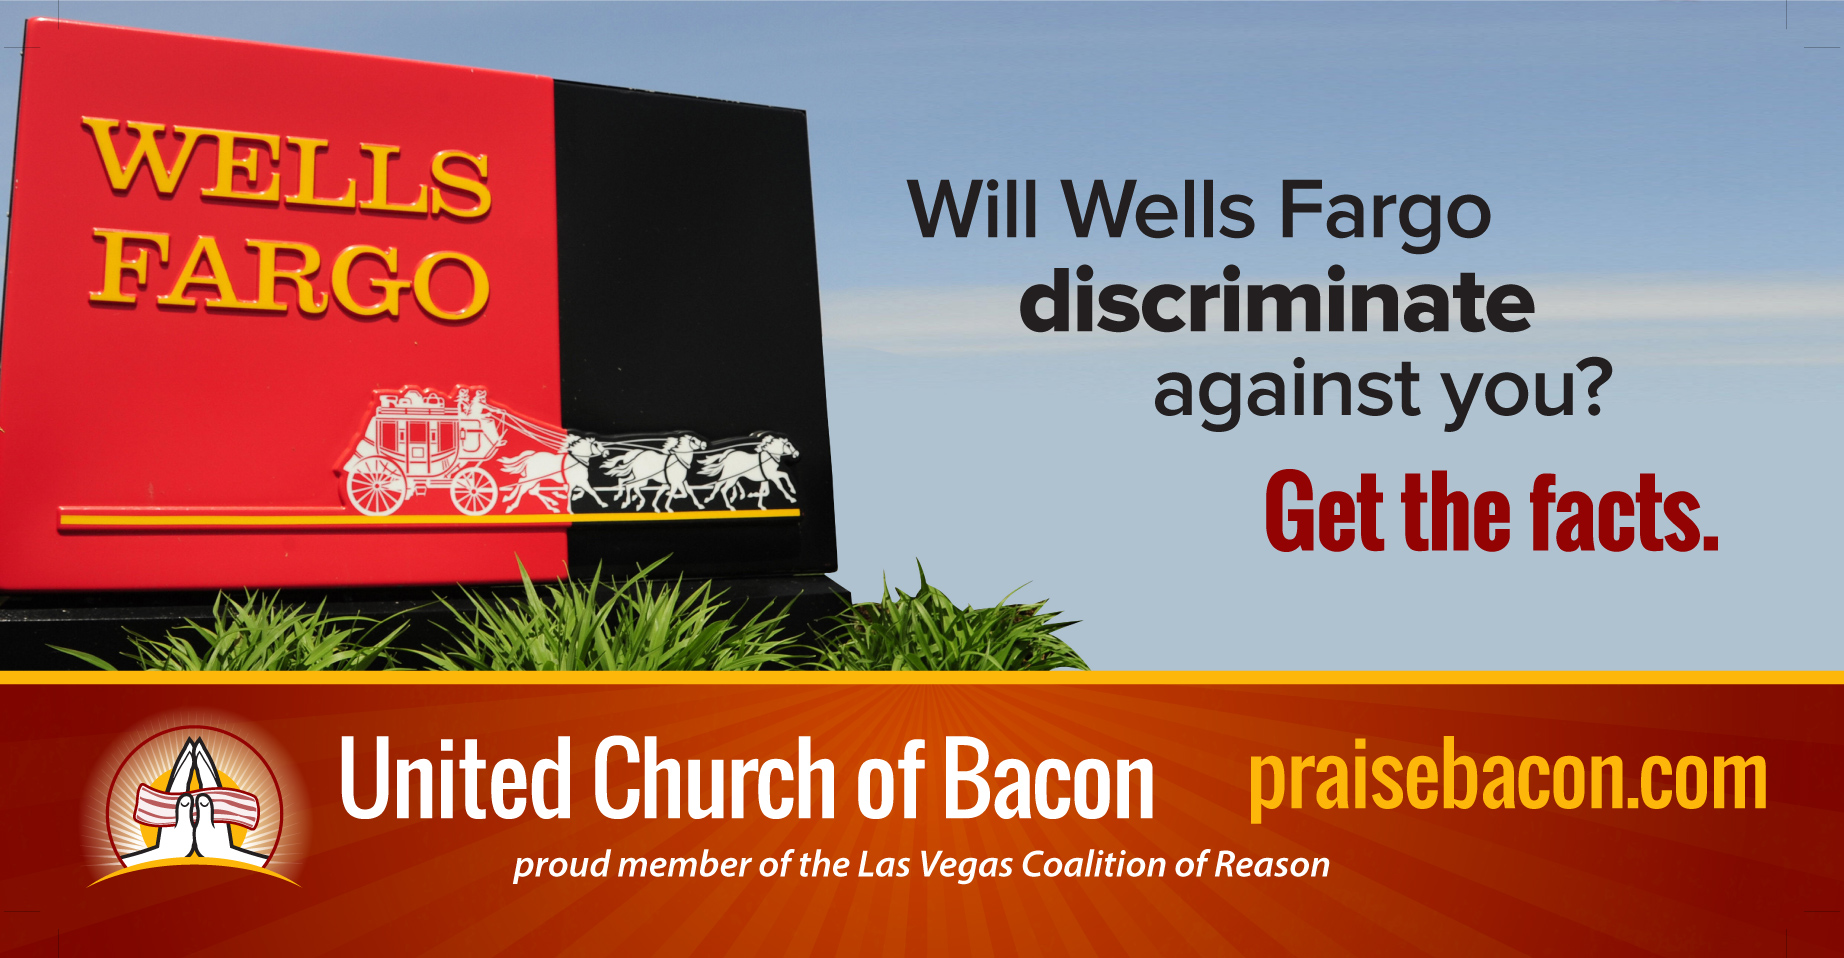 WELLS
FARGO
Will Wells Fargo
discriminate
against you?
Get the facts.
United Church of Bacon
praisebacon.com
proud member of the Las Vegas Coalition of Reason